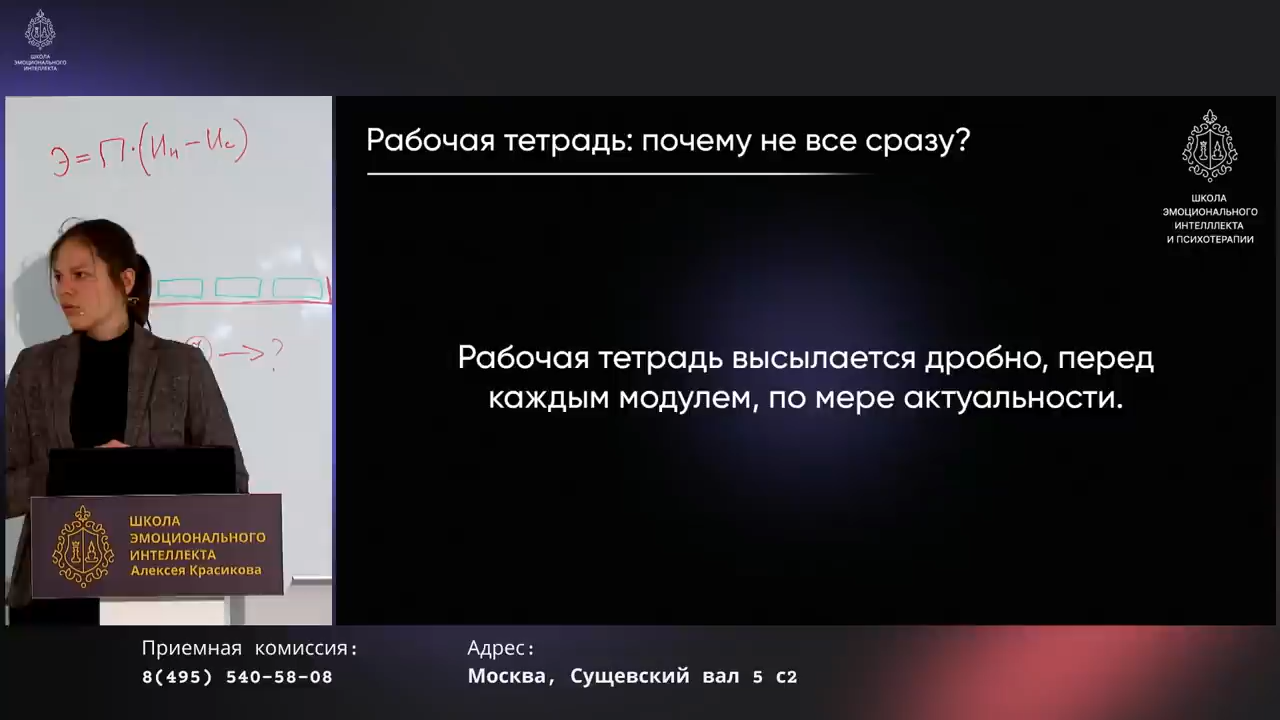 ШКОЛА
ЭМОЦИОНАЛЬНОГО
ИНТЕЛЛЕКТА
Э=П·(Ин-Ис)
→?
Рабочая тетрадь: почему не все сразу?
ШКОЛА
ЭМОЦИОНАЛЬНОГО
ИНТЕЛЛЛЕКТА
И ПСИХОТЕРАПИИ
Рабочая тетрадь высылается дробно, перед
каждым модулем, по мере актуальности.
ШКОЛА
ЭМОЦИОНАЛЬНОГО
ИНТЕЛЛЕКТА
Алексея Красикова
Приемная комиссия:
8(495) 540-58-08
Адрес:
Москва, Сущевский вал 5 с2